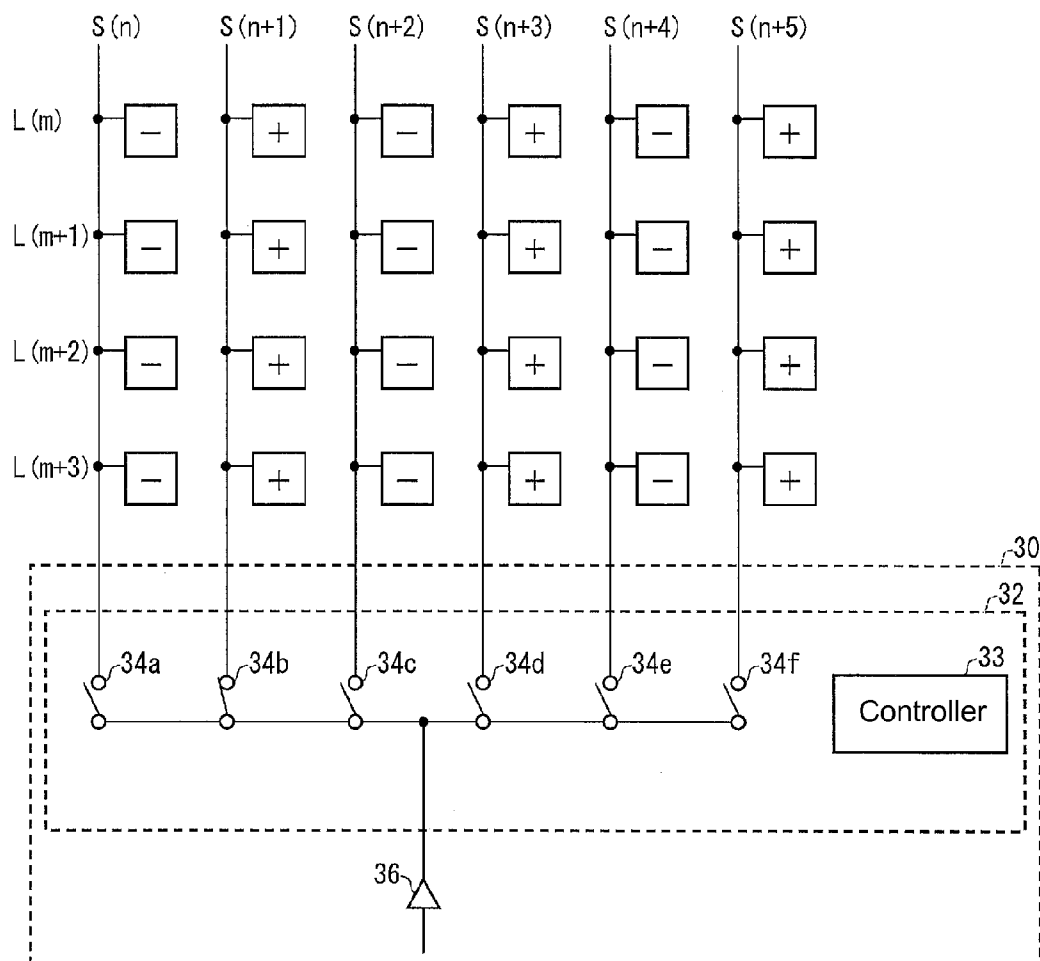 S(n) S(n+1) S(n+2) S(n+3) S(n+4) S(n+5)
L(m) − + − + − +
L(m+1) − + − + − +
L(m+2) − + − + − +
L(m+3) − + − + − +
30
32
34a 34b 34c 34d 34e 34f 33
Controller
36